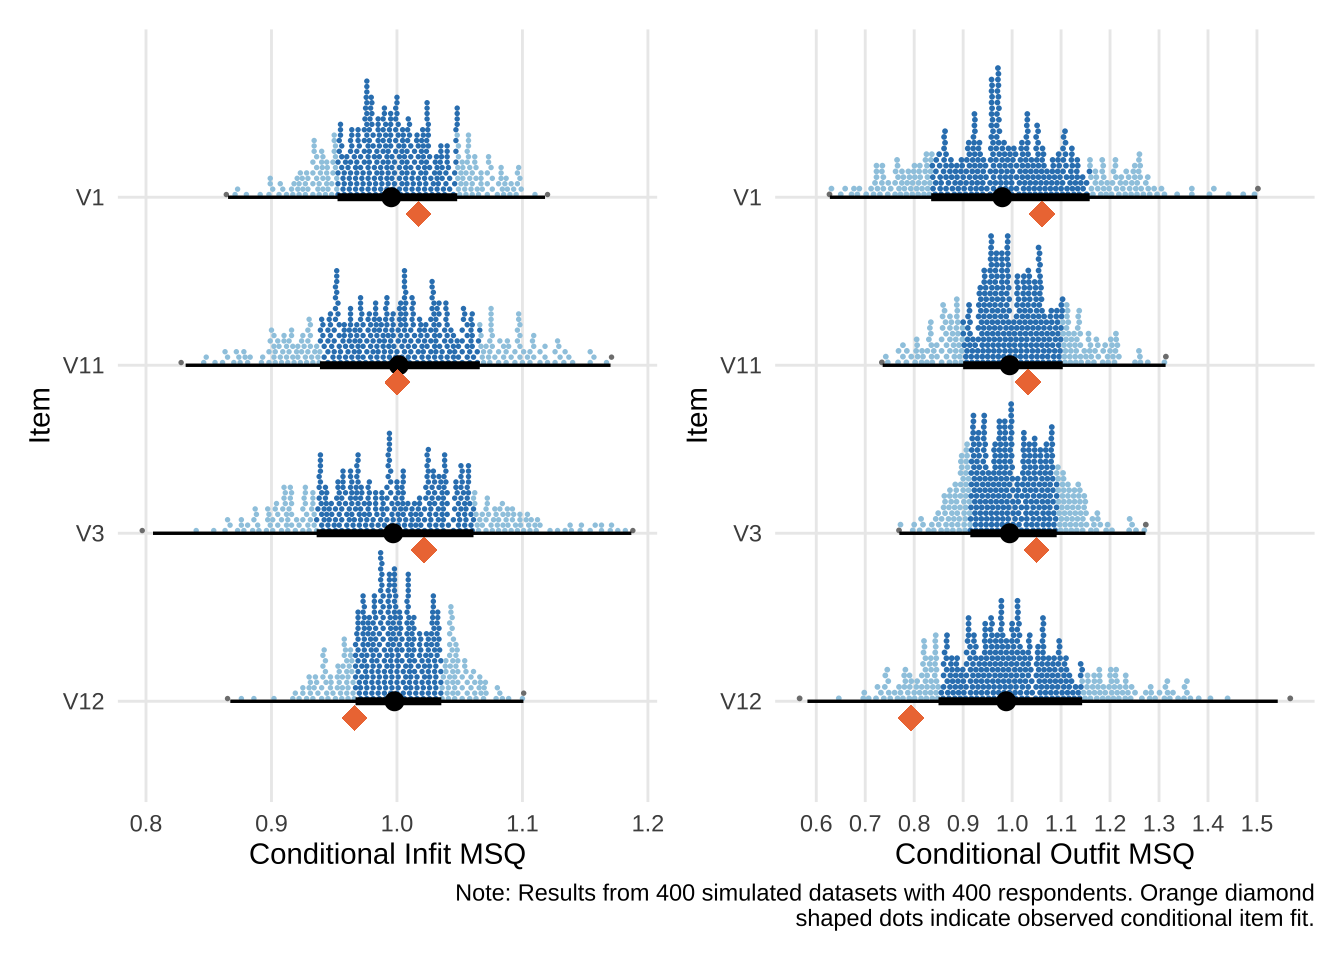 Item
V1
V11
V3
V12
0.8 0.9 1.0 1.1 1.2
Conditional Infit MSQ
Item
V1
V11
V3
V12
0.6 0.7 0.8 0.9 1.0 1.1 1.2 1.3 1.4 1.5
Conditional Outfit MSQ
Note: Results from 400 simulated datasets with 400 respondents. Orange diamond
shaped dots indicate observed conditional item fit.